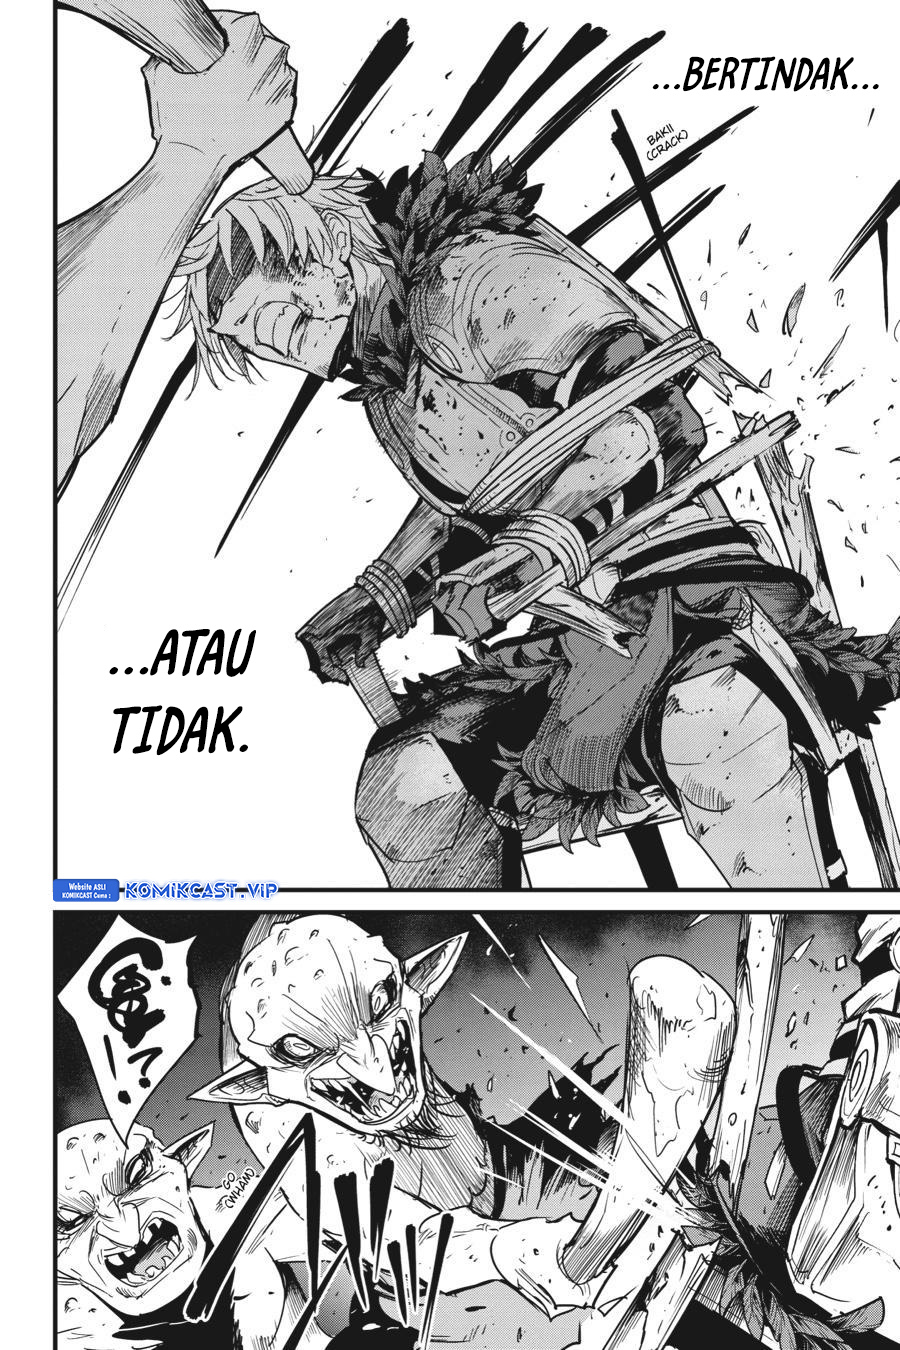 ...BERTINDAK...
BAKII
(CRACK)
...ATAU
TIDAK.
Website ASLI
KOMIKCAST Cuma :
KOMIKCAST.VIP
!?
GO
(WHAM)